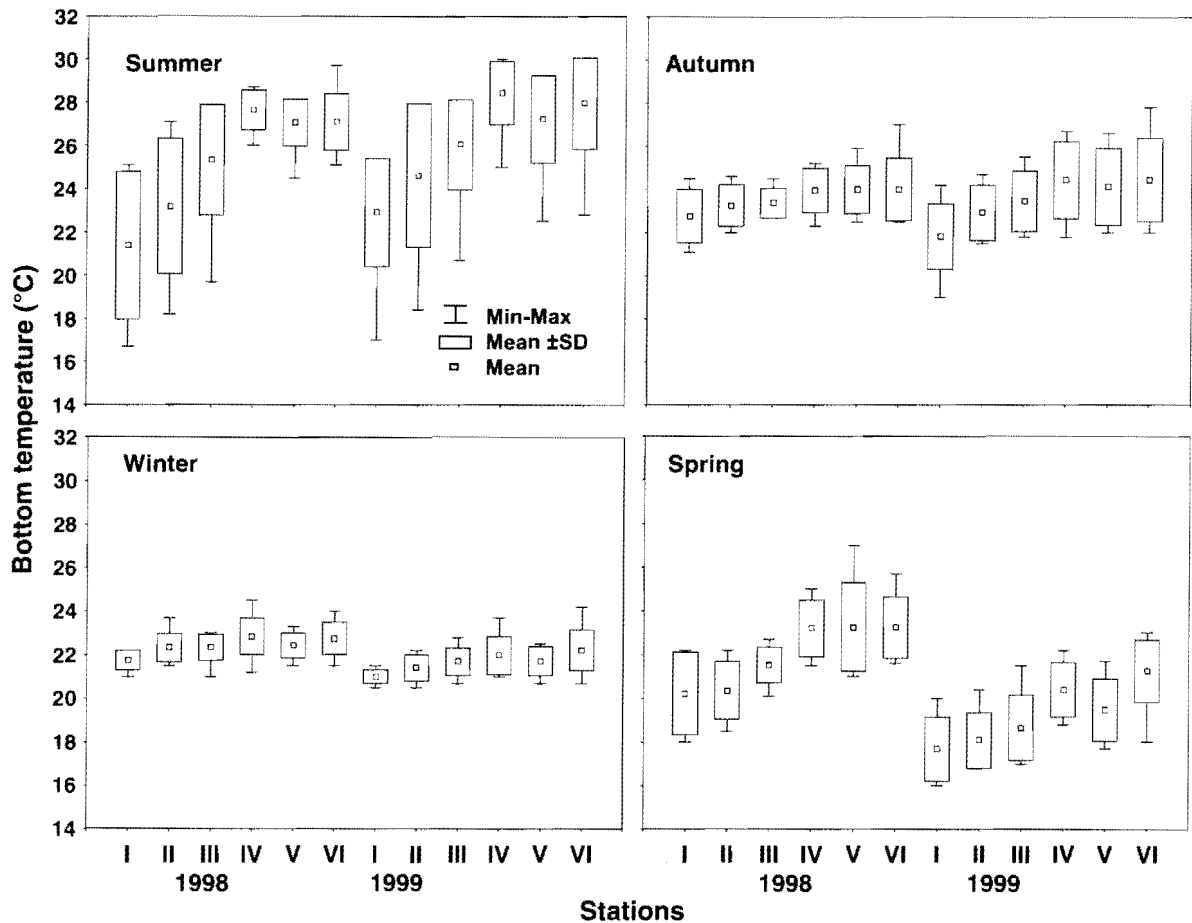 Bottom temperature (°C)
32
30
28
26
24
22
20
18
16
14
Summer
Min-Max
Mean ±SD
Mean
Autumn
32
30
28
26
24
22
20
18
16
14
Winter
Spring
I II III IV V VI I II III IV V VI
1998 1999
I II III IV V VI I II III IV V VI
1998 1999
Stations